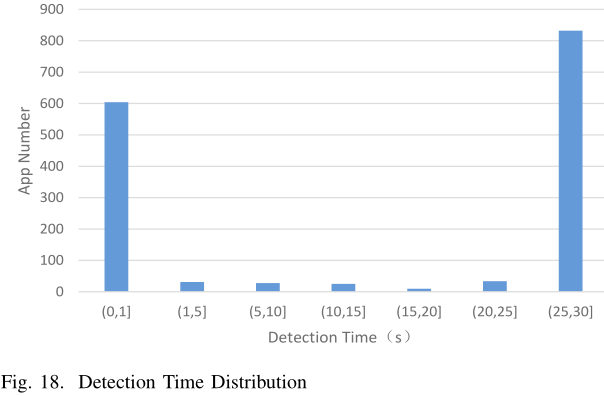 900
800
700
600
500
400
300
200
100
0
App Number
(0,1] (1,5] (5,10] (10,15] (15,20] (20,25] (25,30]
Detection Time（s）
Fig. 18. Detection Time Distribution